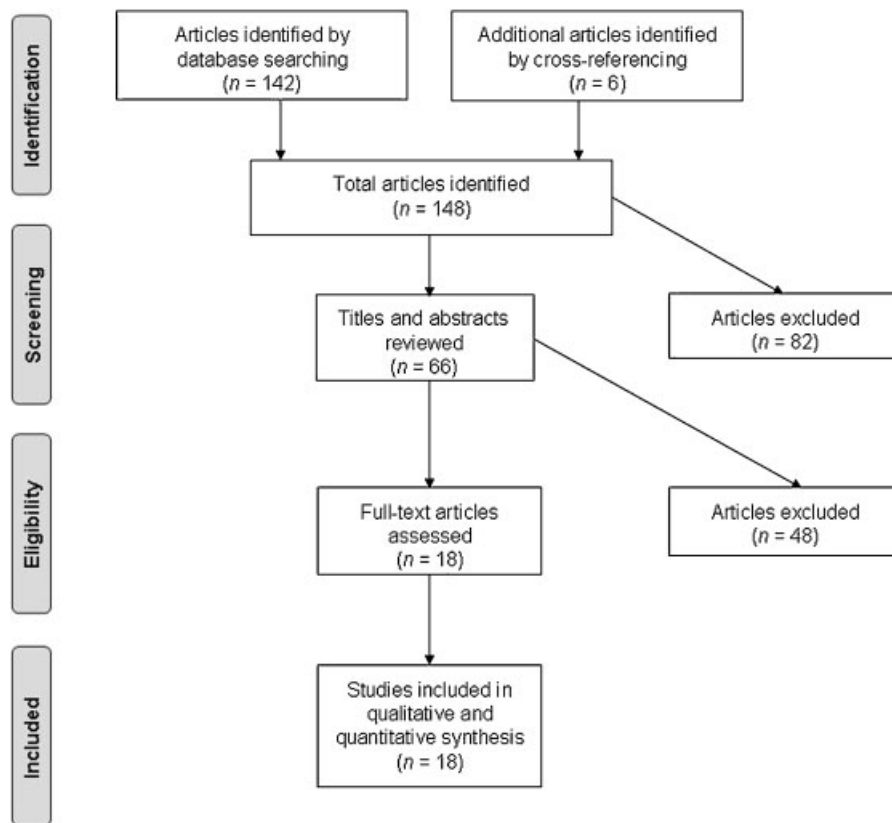 Identification
Articles identified by
database searching
(n = 142)
Additional articles identified
by cross-referencing
(n = 6)
Total articles identified
(n = 148)
Screening
Titles and abstracts
reviewed
(n = 66)
Articles excluded
(n = 82)
Eligibility
Full-text articles
assessed
(n = 18)
Articles excluded
(n = 48)
Included
Studies included in
qualitative and
quantitative synthesis
(n = 18)